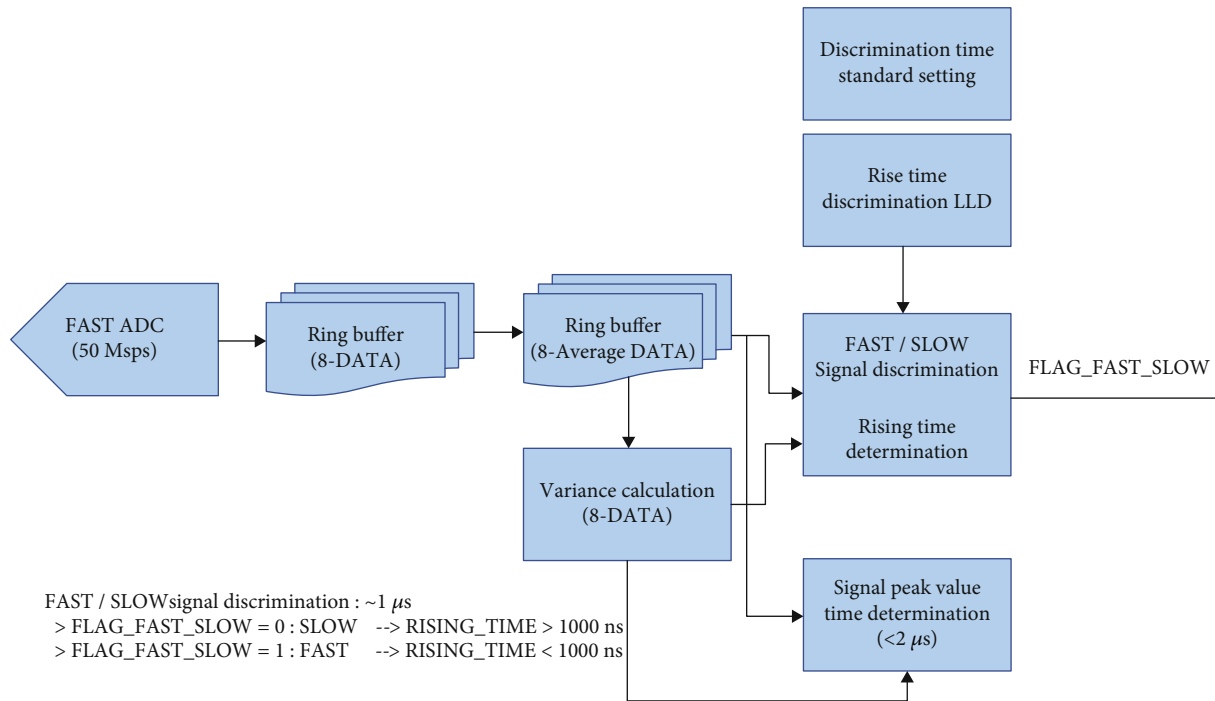 Discrimination time
standard setting
Rise time
discrimination LLD
FAST ADC
(50 Msps)
Ring buffer
(8-DATA)
Ring buffer
(8-Average DATA)
FAST / SLOW
Signal discrimination
Rising time
determination
FLAG_FAST_SLOW
Variance calculation
(8-DATA)
Signal peak value
time determination
(<2 μs)
FAST / SLOWsignal discrimination : ~1 μs
> FLAG_FAST_SLOW = 0 : SLOW --> RISING_TIME > 1000 ns
> FLAG_FAST_SLOW = 1 : FAST --> RISING_TIME < 1000 ns